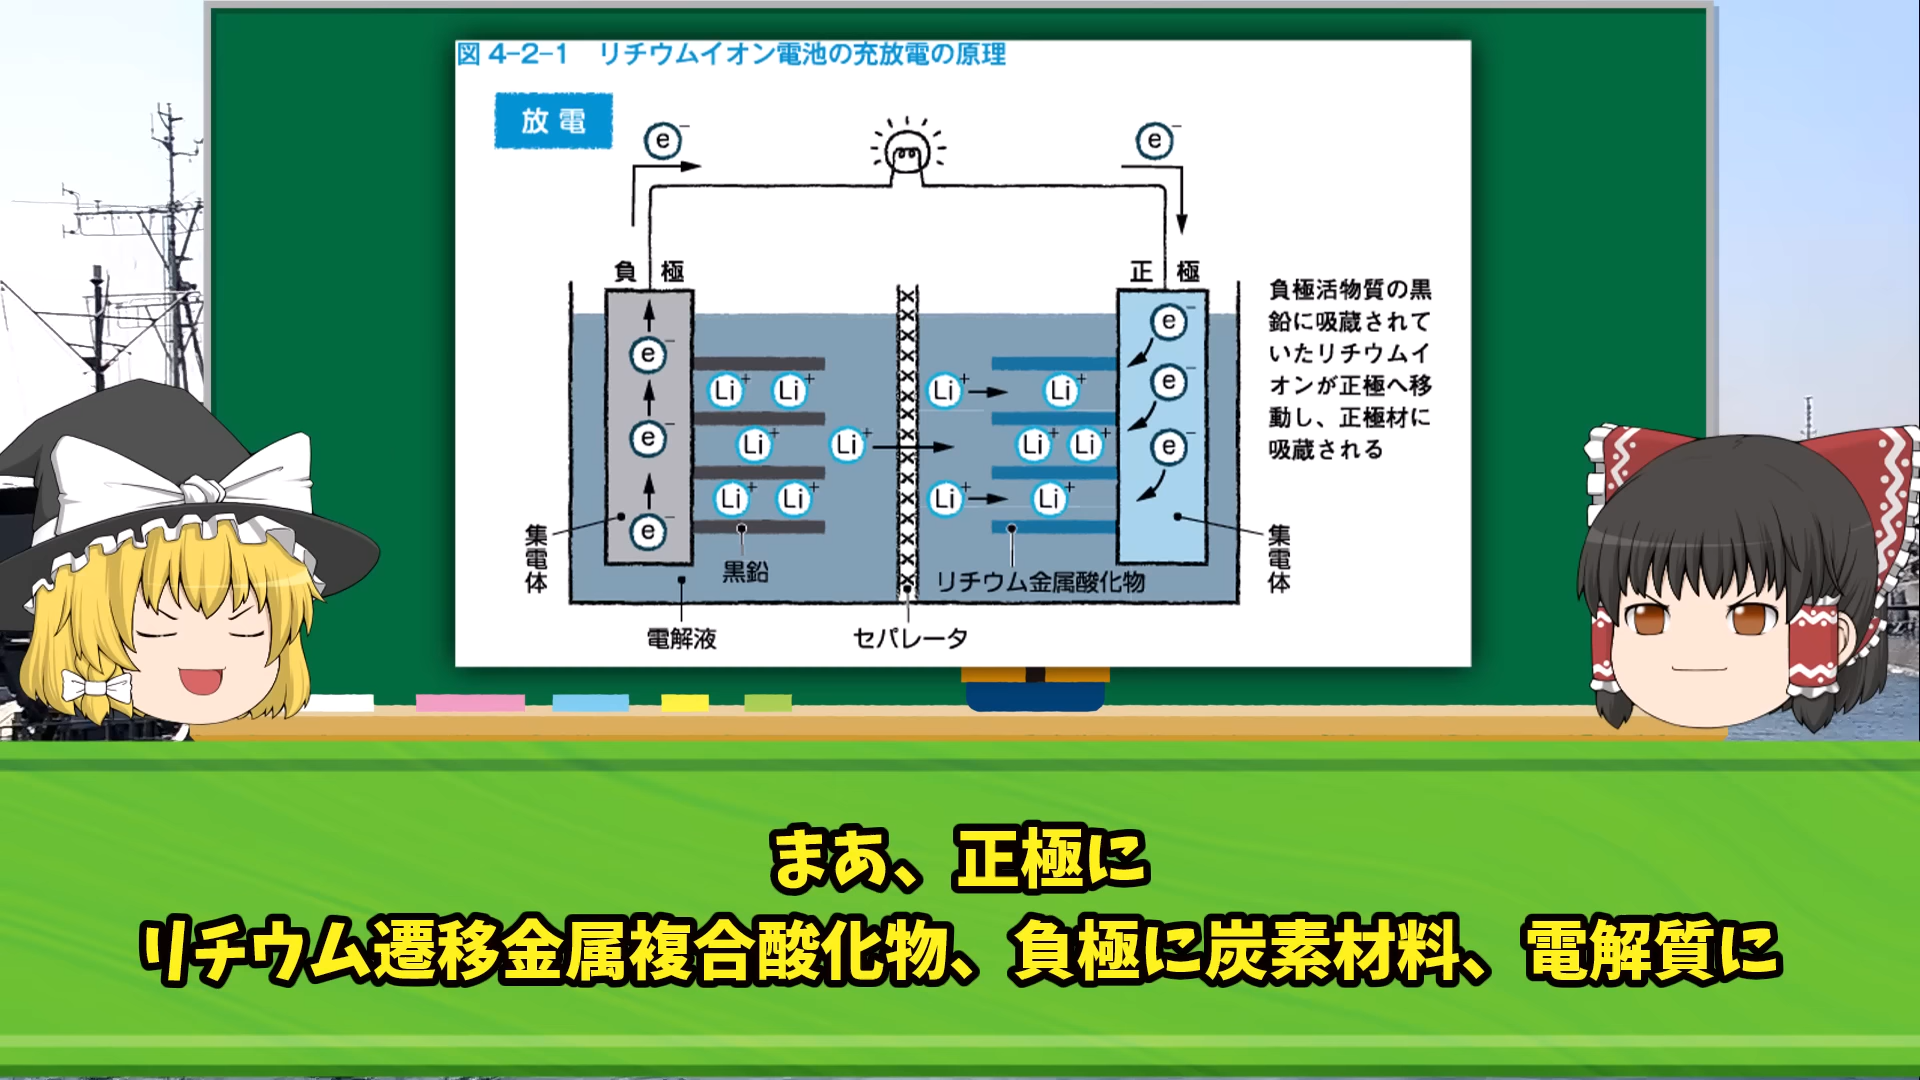 図 4-2-1 リチウムイオン電池の充放電の原理
放電
e⁻
e⁻
負極
正極
e⁻
e⁻
e⁻
e⁻
e⁻
e⁻
Li⁺ Li⁺
Li⁺ Li⁺
Li⁺ Li⁺
Li⁺ Li⁺
Li⁺ Li⁺
Li⁺ Li⁺
負極活物質の黒
鉛に吸蔵されて
いたリチウムイ
オンが正極へ移
動し、正極材に
吸蔵される
集電体
黒鉛
リチウム金属酸化物
集電体
電解液
セパレータ
まあ、正極に
リチウム遷移金属複合酸化物、負極に炭素材料、電解質に